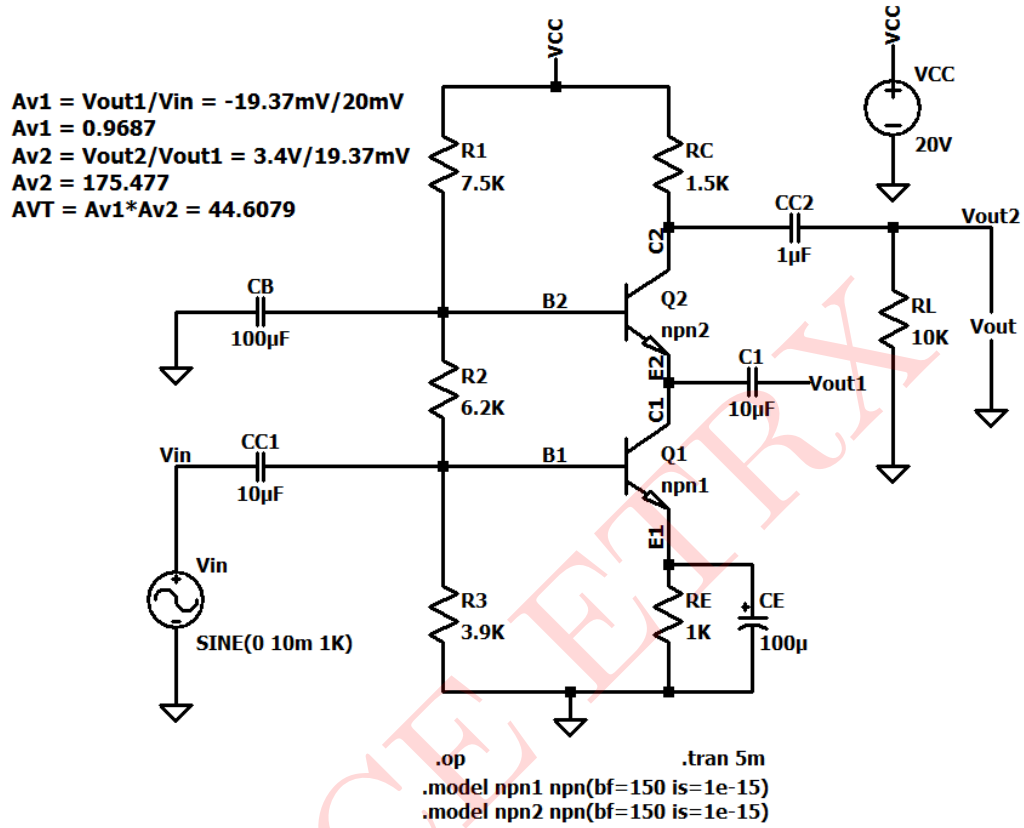 Av1 = Vout1/Vin = -19.37mV/20mV
Av1 = 0.9687
Av2 = Vout2/Vout1 = 3.4V/19.37mV
Av2 = 175.477
AVT = Av1*Av2 = 44.6079
VCC
VCC
VCC
20V
R1
7.5K
RC
1.5K
CC2
1µF
Vout2
C2
CB
100µF
B2
Q2
npn2
RL
10K
Vout
E2
C1
10µF
Vout1
R2
6.2K
C1
Vin
CC1
10µF
B1
Q1
npn1
E1
Vin
SINE(0 10m 1K)
R3
3.9K
RE
1K
CE
100µ
.op
.tran 5m
.model npn1 npn(bf=150 is=1e-15)
.model npn2 npn(bf=150 is=1e-15)
CE ETRX